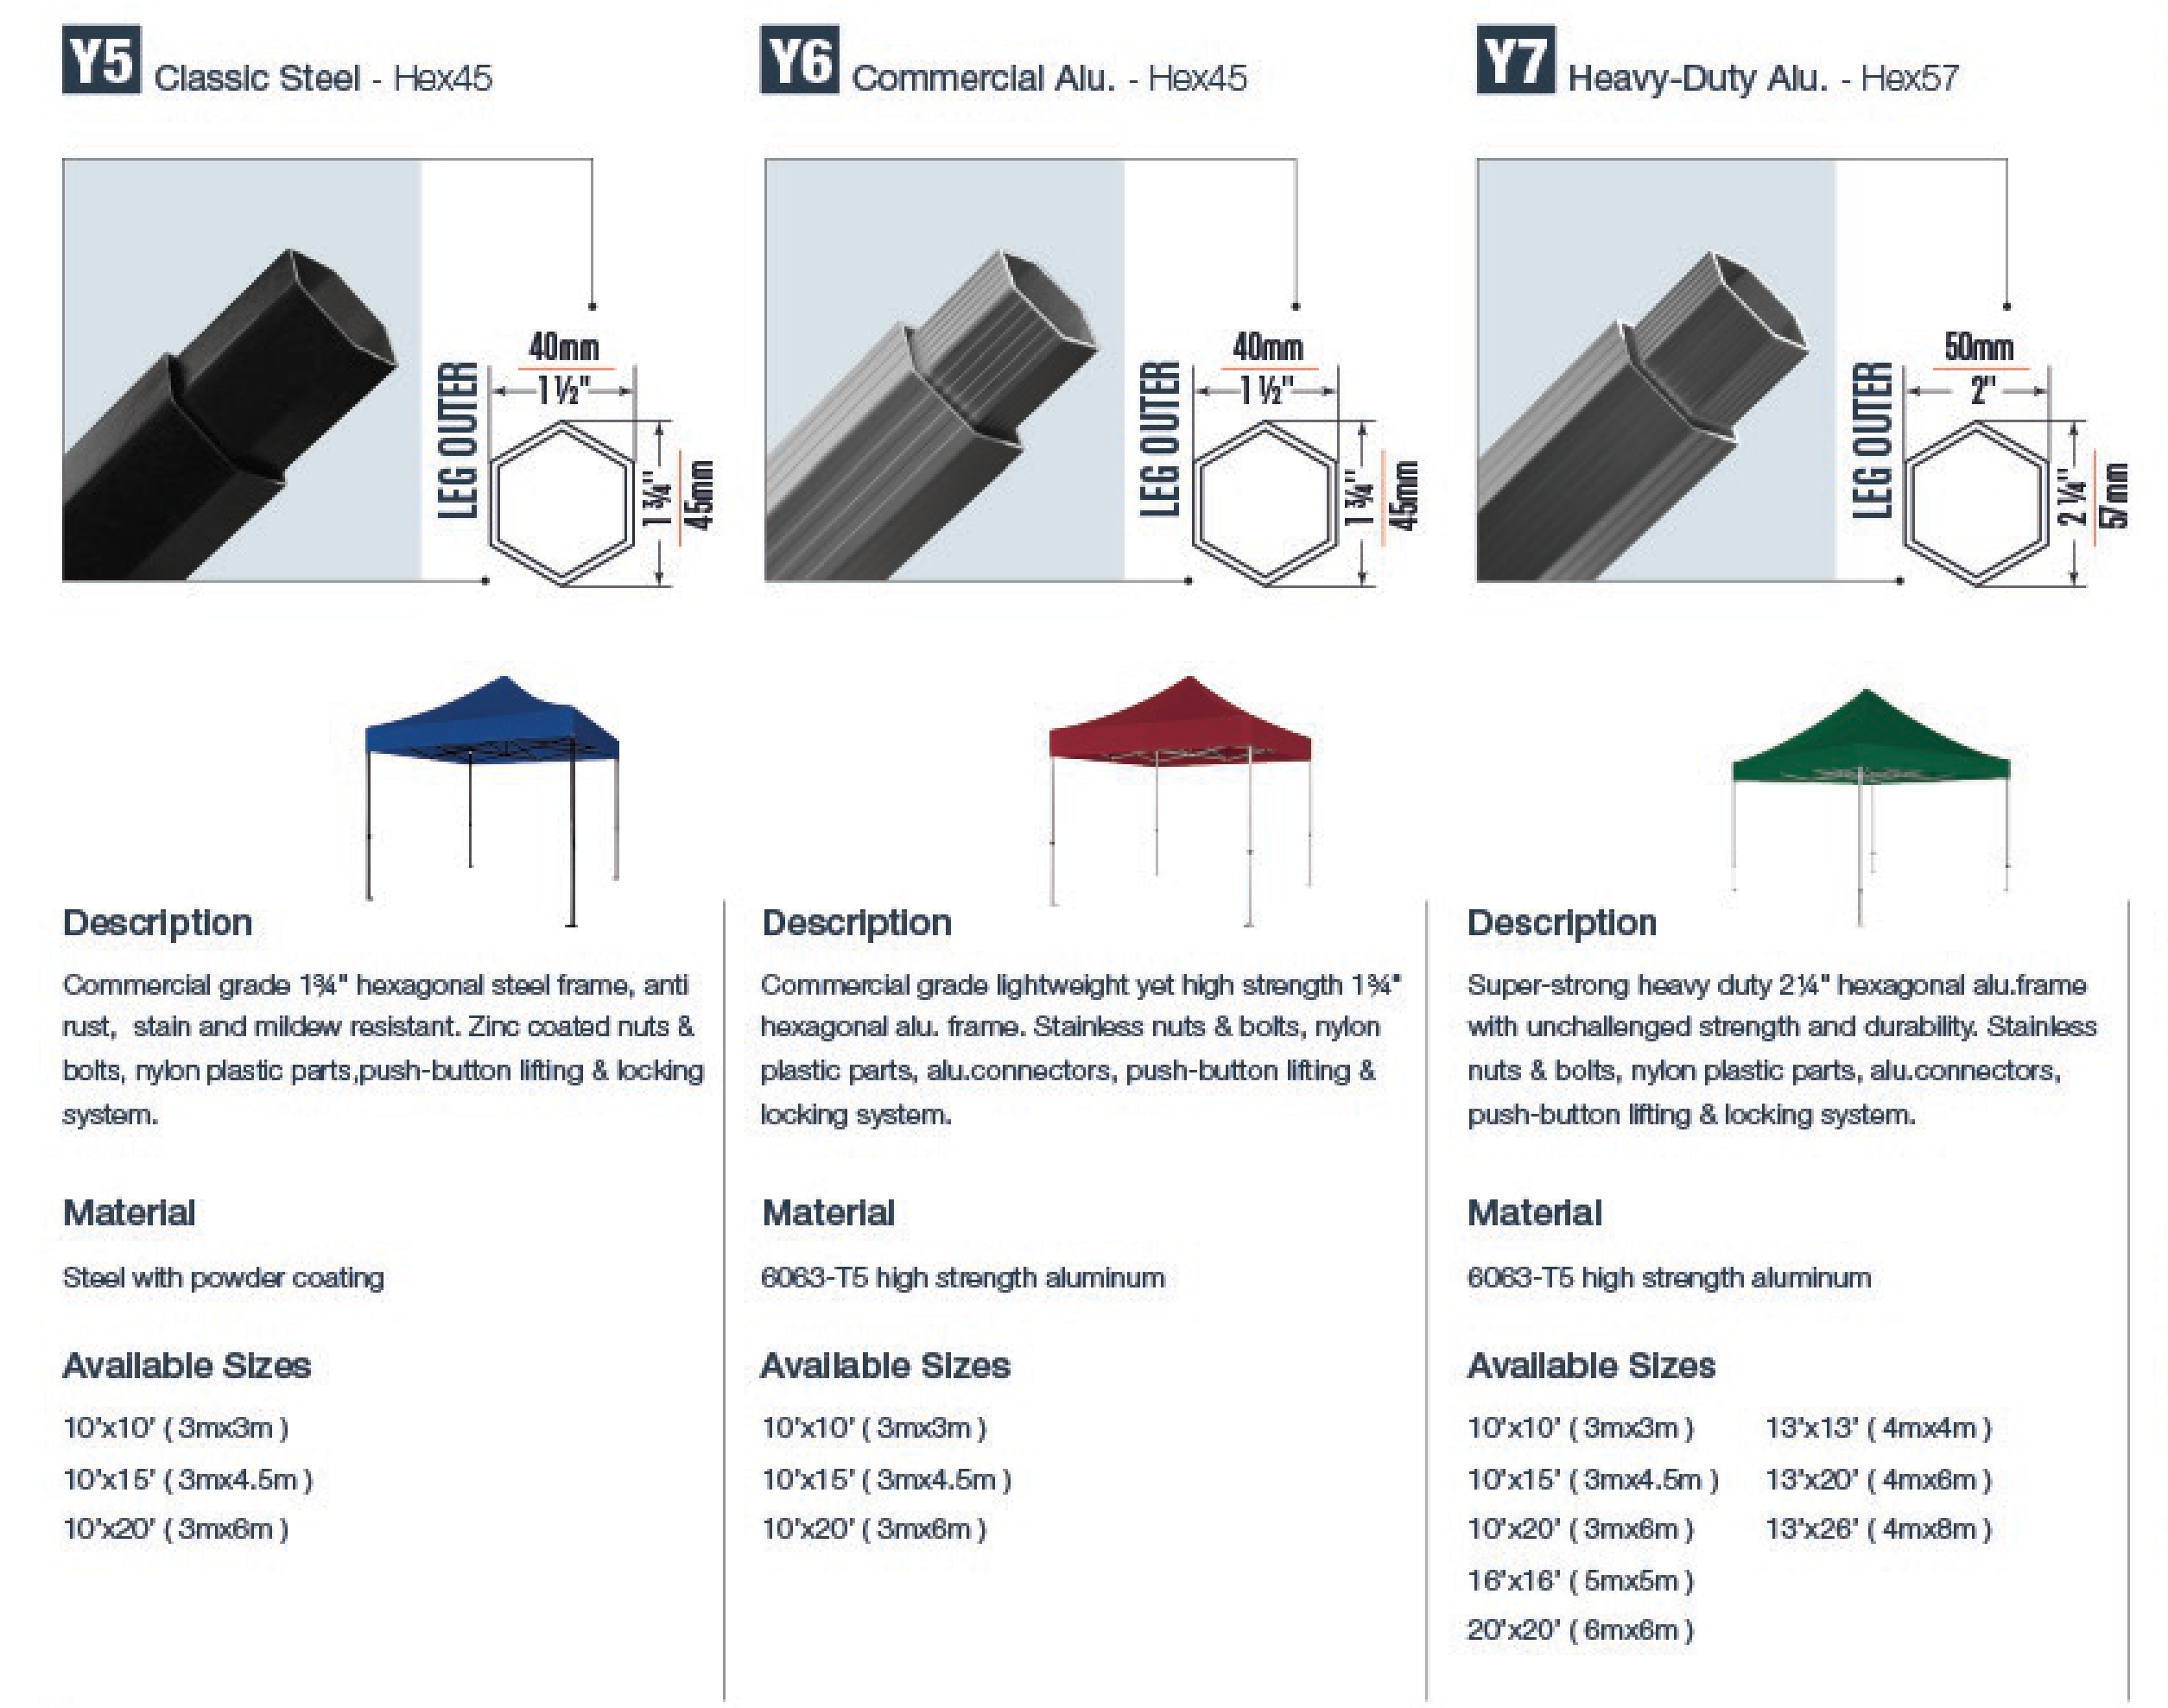 Y5 Classic Steel - Hex45
LEG OUTER
40mm
1 ½"
1 ¾"
45mm
Description
Commercial grade 1¾" hexagonal steel frame, anti
rust, stain and mildew resistant. Zinc coated nuts &
bolts, nylon plastic parts,push-button lifting & locking
system.
Material
Steel with powder coating
Available Sizes
10'x10' ( 3mx3m )
10'x15' ( 3mx4.5m )
10'x20' ( 3mx6m )
Y6 Commercial Alu. - Hex45
LEG OUTER
40mm
1 ½"
1 ¾"
45mm
Description
Commercial grade lightweight yet high strength 1¾"
hexagonal alu. frame. Stainless nuts & bolts, nylon
plastic parts, alu.connectors, push-button lifting &
locking system.
Material
6063-T5 high strength aluminum
Available Sizes
10'x10' ( 3mx3m )
10'x15' ( 3mx4.5m )
10'x20' ( 3mx6m )
Y7 Heavy-Duty Alu. - Hex57
LEG OUTER
50mm
2"
2 ¼"
57mm
Description
Super-strong heavy duty 2¼" hexagonal alu.frame
with unchallenged strength and durability. Stainless
nuts & bolts, nylon plastic parts, alu.connectors,
push-button lifting & locking system.
Material
6063-T5 high strength aluminum
Available Sizes
10'x10' ( 3mx3m ) 13'x13' ( 4mx4m )
10'x15' ( 3mx4.5m ) 13'x20' ( 4mx6m )
10'x20' ( 3mx6m ) 13'x26' ( 4mx8m )
16'x16' ( 5mx5m )
20'x20' ( 6mx6m )